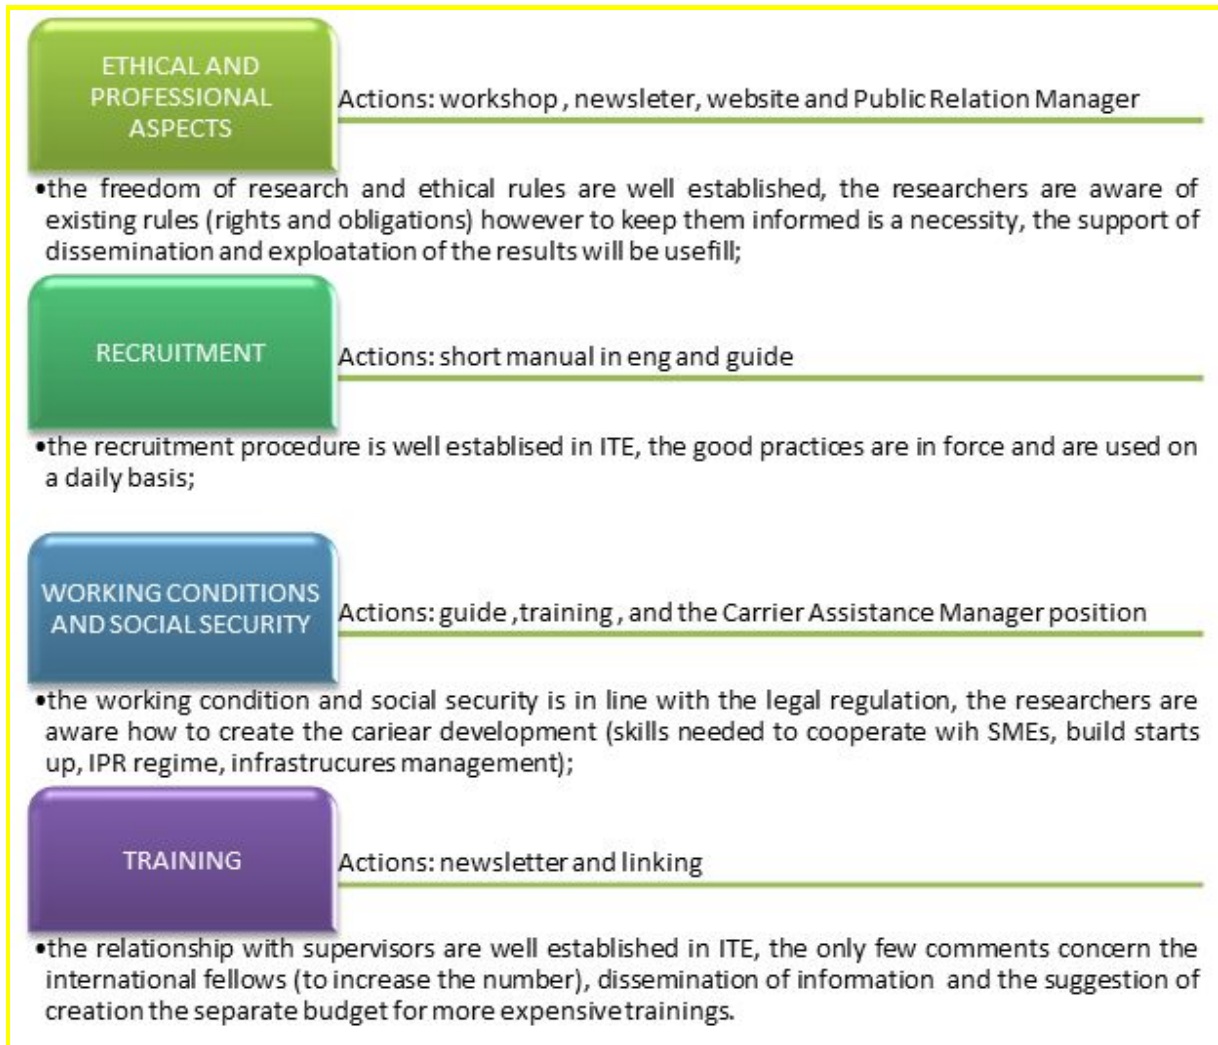 ETHICAL AND
PROFESSIONAL
ASPECTS
Actions: workshop , newsleter, website and Public Relation Manager
•the freedom of research and ethical rules are well established, the researchers are aware of
existing rules (rights and obligations) however to keep them informed is a necessity, the support of
dissemination and exploatation of the results will be usefill;
RECRUITMENT
Actions: short manual in eng and guide
•the recruitment procedure is well establised in ITE, the good practices are in force and are used on
a daily basis;
WORKING CONDITIONS
AND SOCIAL SECURITY
Actions: guide ,training , and the Carrier Assistance Manager position
•the working condition and social security is in line with the legal regulation, the researchers are
aware how to create the cariear development (skills needed to cooperate wih SMEs, build starts
up, IPR regime, infrastrucures management);
TRAINING
Actions: newsletter and linking
•the relationship with supervisors are well established in ITE, the only few comments concern the
international fellows (to increase the number), dissemination of information and the suggestion of
creation the separate budget for more expensive trainings.